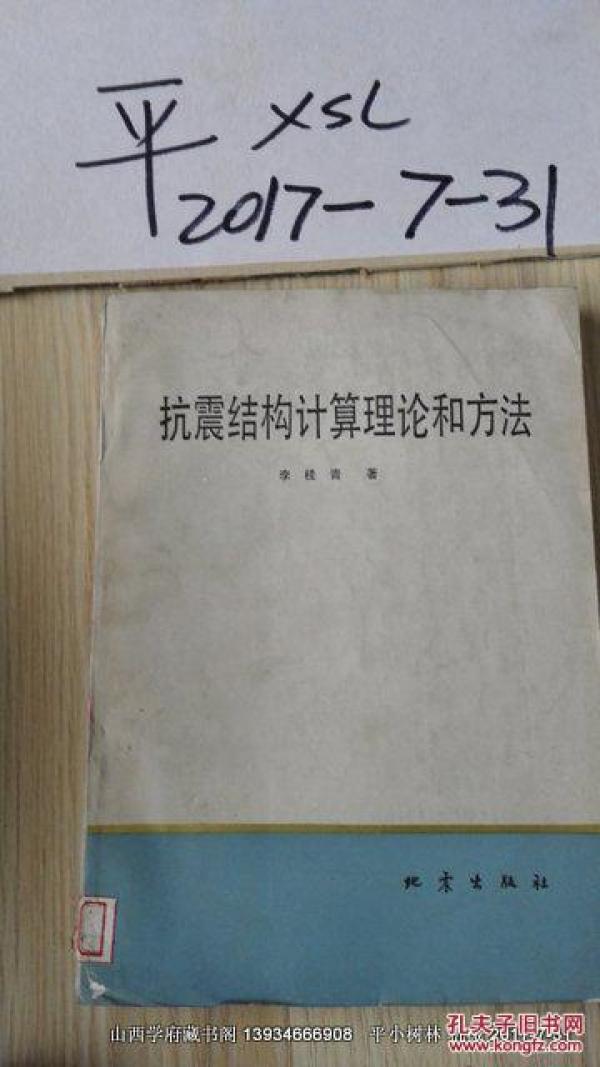 平 XSL
2017-7-31
抗震结构计算理论和方法
李桂青 著
地震出版社
山西学府藏书阁 13934666908 平小树林
孔夫子旧书网
kongfz.com